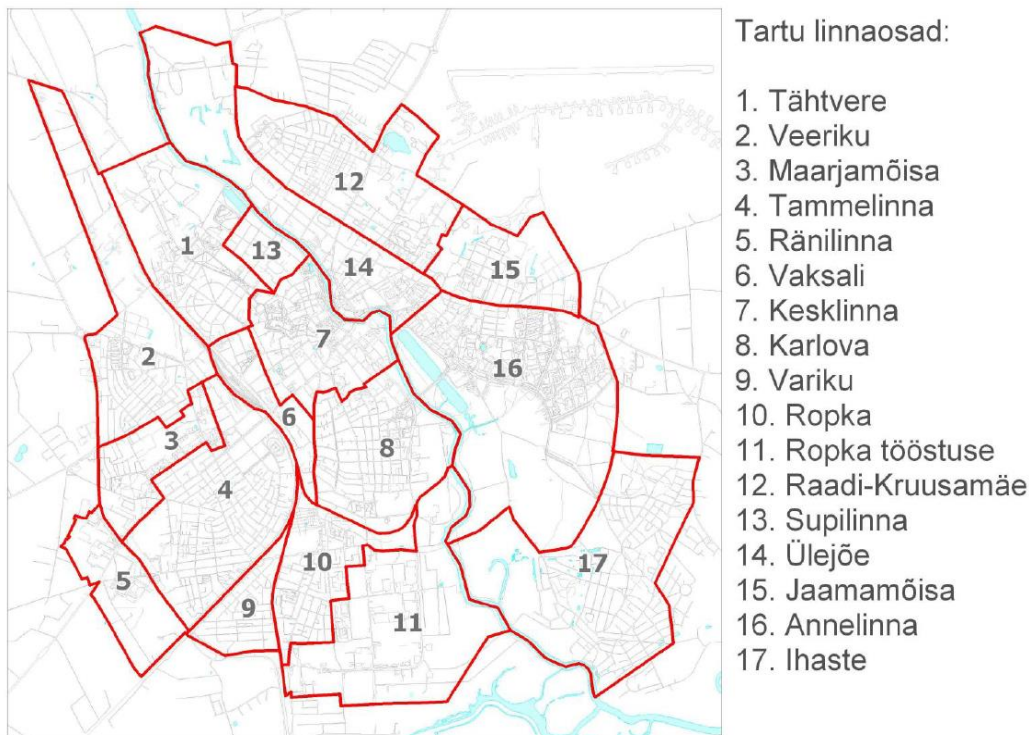 Tartu linnaosad:
1. Tähtvere
2. Veeriku
3. Maarjamõisa
4. Tammelinna
5. Ränilinna
6. Vaksali
7. Kesklinna
8. Karlova
9. Variku
10. Ropka
11. Ropka tööstuse
12. Raadi-Kruusamäe
13. Supilinna
14. Ülejõe
15. Jaamamõisa
16. Annelinna
17. Ihaste
12
1
13
14
15
7
2
16
6
3
8
4
10
17
5
9
11